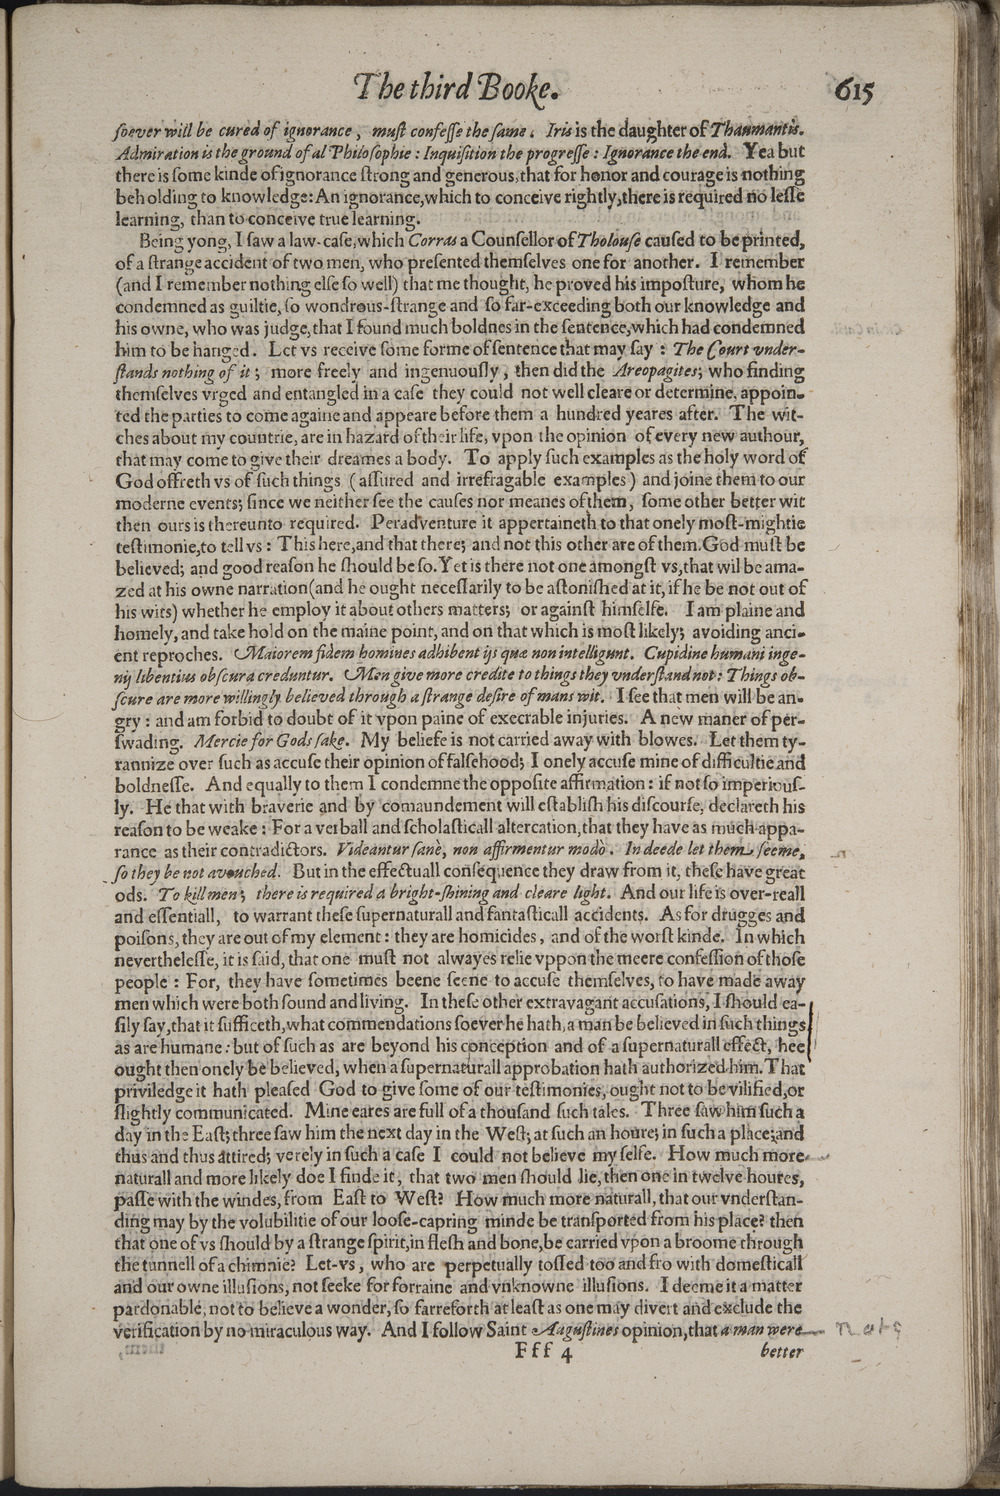 The third Booke. 615
ſoever will be cured of ignorance, muſt confeſſe the ſame. Iris is the daughter of Thaumantis.
Admiration is the ground of al Philoſophie: Inquiſition the progreſſe: Ignorance the end. Yea but
there is ſome kinde of ignorance ſtrong and generous, that for honor and courage is nothing
beholding to knowledge: An ignorance, which to conceive rightly, there is required no leſſe
learning, than to conceive true learning.
Being yong, I ſaw a law-caſe, which Corras a Counſellor of Tholouſe cauſed to be printed,
of a ſtrange accident of two men, who preſented themſelves one for another. I remember
(and I remember nothing elſe ſo well) that me thought, he proved his impoſture, whom he
condemned as guiltie, ſo wondrous-ſtrange and ſo far-exceeding both our knowledge and
his owne, who was judge, that I found much boldnes in the ſentence, which had condemned
him to be hanged. Let vs receive ſome forme of ſentence that may ſay: The Court vnder-
ſtands nothing of it; more freely and ingenuouſly, then did the Areopagites; who finding
themſelves vrged and entangled in a caſe they could not well cleare or determine, appoin-
ted the parties to come againe and appeare before them a hundred yeares after. The wit-
ches about my countrie, are in hazard of their life, vpon the opinion of every new authour,
that may come to give their dreames a body. To apply ſuch examples as the holy word of
God offreth vs of ſuch things (aſſured and irrefragable examples) and joine them to our
moderne events; ſince we neither ſee the cauſes nor meanes of them, ſome other better wit
then ours is thereunto required. Peradventure it appertaineth to that onely moſt-mightie
teſtimonie, to tell vs: This here, and that there; and not this other are of them. God muſt be
believed; and good reaſon he ſhould be ſo. Yet is there not one amongſt vs, that wil be ama-
zed at his owne narration (and he ought neceſſarily to be aſtoniſhed at it, if he be not out of
his wits) whether he employ it about others matters; or againſt himſelfe. I am plaine and
homely, and take hold on the maine point, and on that which is moſt likely; avoiding anci-
ent reproches. Maiorem fidem homines adhibent ijs quæ non intelligunt. Cupidine humani inge-
nij libentius obſcura creduntur. Men give more credite to things they vnderſtand not: Things ob-
ſcure are more willingly believed through a ſtrange deſire of mans wit. I ſee that men will be an-
gry: and am forbid to doubt of it vpon paine of execrable injuries. A new maner of per-
ſwading. Mercie for Gods ſake. My beliefe is not carried away with blowes. Let them ty-
rannize over ſuch as accuſe their opinion of falſehood; I onely accuſe mine of difficultie and
boldneſſe. And equally to them I condemne the oppoſite affirmation: if not ſo imperiouſ-
ly. He that with braverie and by comaundement will eſtabliſh his diſcourſe, declareth his
reaſon to be weake: For a verball and ſcholaſticall altercation, that they have as much appa-
rance as their contradictors. Videantur ſanè, non affirmentur modò. In deede let them ſeeme,
ſo they be not avouched. But in the effectuall conſequence they draw from it, theſe have great
ods. To kill men; there is required a bright-ſhining and cleare light. And our life is over-reall
and eſſentiall, to warrant theſe ſupernaturall and fantaſticall accidents. As for drugges and
poiſons, they are out of my element: they are homicides, and of the worſt kinde. In which
nevertheleſſe, it is ſaid, that one muſt not alwayes relie vppon the meere confeſſion of thoſe
people: For, they have ſometimes beene ſeene to accuſe themſelves, to have made away
men which were both ſound and living. In theſe other extravagant accuſations, I ſhould ea-
ſily ſay, that it ſufficeth, what commendations ſoever he hath, a man be believed in ſuch things
as are humane: but of ſuch as are beyond his conception and of a ſupernaturall effect, hee
ought then onely be believed, when a ſupernaturall approbation hath authorized him. That
priviledge it hath pleaſed God to give ſome of our teſtimonies, ought not to be vilified, or
ſlightly communicated. Mine eares are full of a thouſand ſuch tales. Three ſaw him ſuch a
day in the Eaſt; three ſaw him the next day in the Weſt; at ſuch an houre; in ſuch a place; and
thus and thus attired; verely in ſuch a caſe I could not believe my ſelfe. How much more
naturall and more likely doe I finde it, that two men ſhould lie, then one in twelve houres,
paſſe with the windes, from Eaſt to Weſt? How much more naturall, that our vnderſtan-
ding may by the volubilitie of our looſe-capring minde be tranſported from his place? then
that one of vs ſhould by a ſtrange ſpirit, in fleſh and bone, be carried vpon a broome through
the tunnell of a chimnie? Let-vs, who are perpetually toſſed too and fro with domeſticall
and our owne illuſions, not ſeeke for forraine and vnknowne illuſions. I deeme it a matter
pardonable, not to believe a wonder, ſo farreforth at leaſt as one may divert and exclude the
verification by no miraculous way. And I follow Saint Auguſtines opinion, that a man were
Fff 4 better